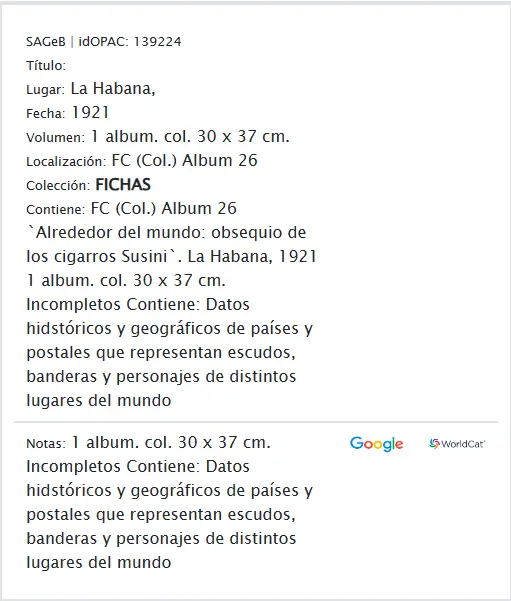 SAGeB | idOPAC: 139224
Título:
Lugar: La Habana,
Fecha: 1921
Volumen: 1 album. col. 30 x 37 cm.
Localización: FC (Col.) Album 26
Colección: FICHAS
Contiene: FC (Col.) Album 26
`Alrededor del mundo: obsequio de
los cigarros Susini`. La Habana, 1921
1 album. col. 30 x 37 cm.
Incompletos Contiene: Datos
hidstóricos y geográficos de países y
postales que representan escudos,
banderas y personajes de distintos
lugares del mundo
Notas: 1 album. col. 30 x 37 cm.
Incompletos Contiene: Datos
hidstóricos y geográficos de países y
postales que representan escudos,
banderas y personajes de distintos
lugares del mundo
Google
WorldCat